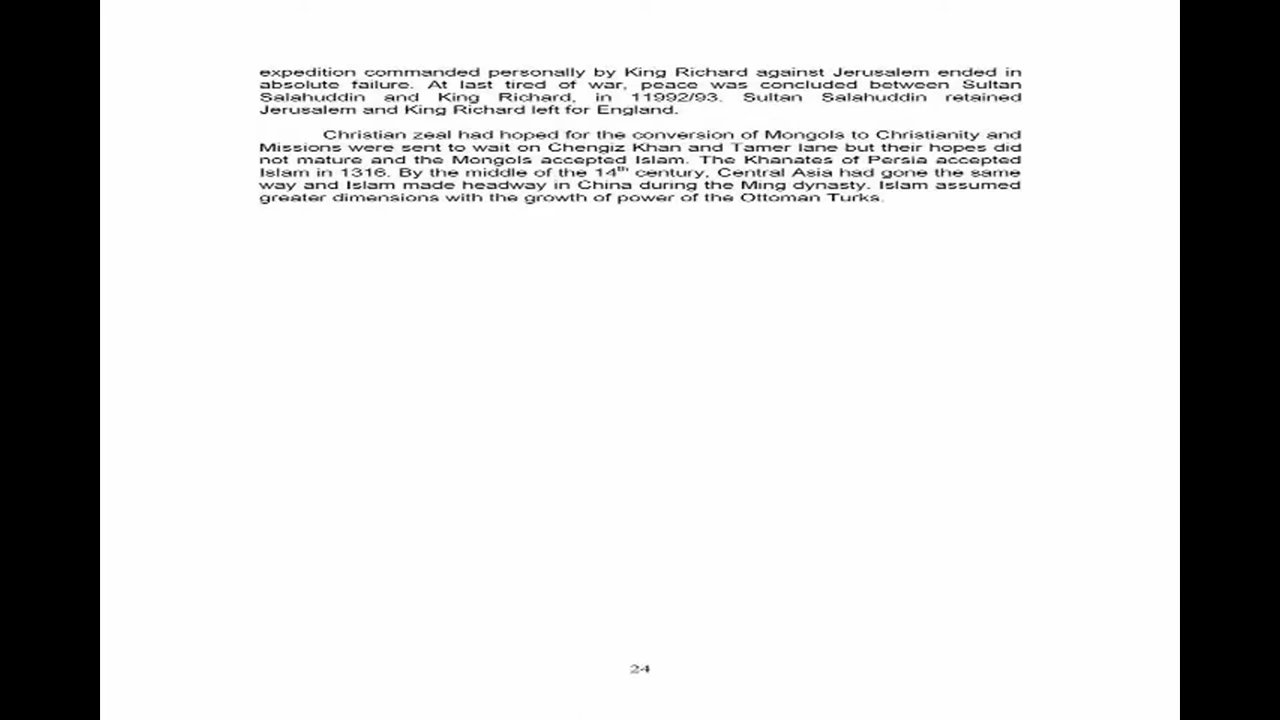 expedition commanded personally by King Richard against Jerusalem ended in
absolute failure. At last tired of war, peace was concluded between Sultan
Salahuddin and King Richard, in 11992/93. Sultan Salahuddin retained
Jerusalem and King Richard left for England.
Christian zeal had hoped for the conversion of Mongols to Christianity and
Missions were sent to wait on Chengiz Khan and Tamer lane but their hopes did
not mature and the Mongols accepted Islam. The Khanates of Persia accepted
Islam in 1316. By the middle of the 14th century, Central Asia had gone the same
way and Islam made headway in China during the Ming dynasty. Islam assumed
greater dimensions with the growth of power of the Ottoman Turks.
24